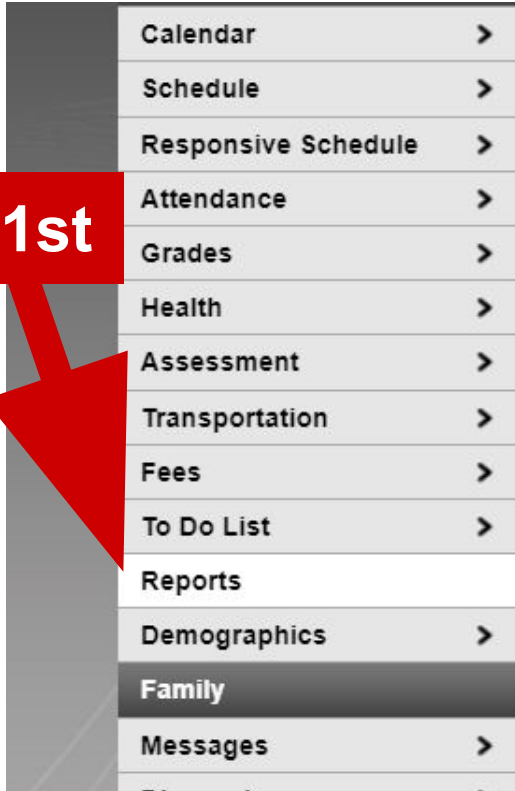 Calendar
Schedule
Responsive Schedule
Attendance
1st
Grades
Health
Assessment
Transportation
Fees
To Do List
Reports
Demographics
Family
Messages